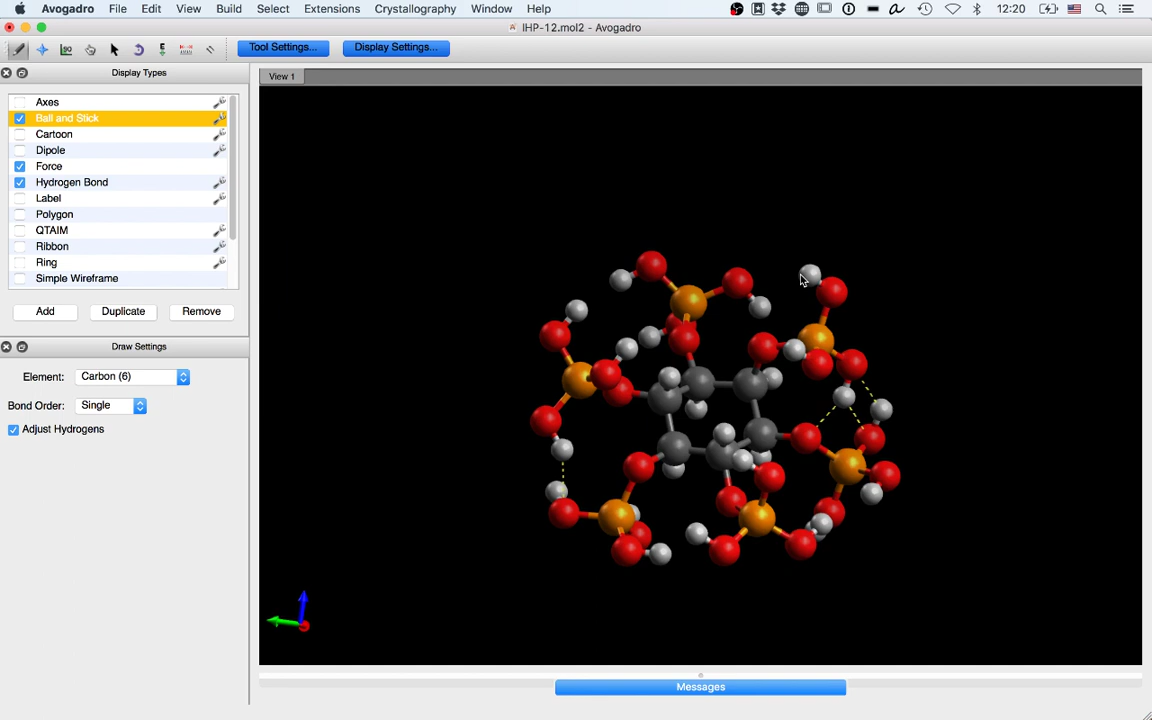 Avogadro File Edit View Build Select Extensions Crystallography Window Help 12:20
IHP-12.mol2 - Avogadro
Tool Settings... Display Settings...
Display Types
View 1
Axes
Ball and Stick
Cartoon
Dipole
Force
Hydrogen Bond
Label
Polygon
QTAIM
Ribbon
Ring
Simple Wireframe
Add Duplicate Remove
Draw Settings
Element: Carbon (6)
Bond Order: Single
Adjust Hydrogens
Messages